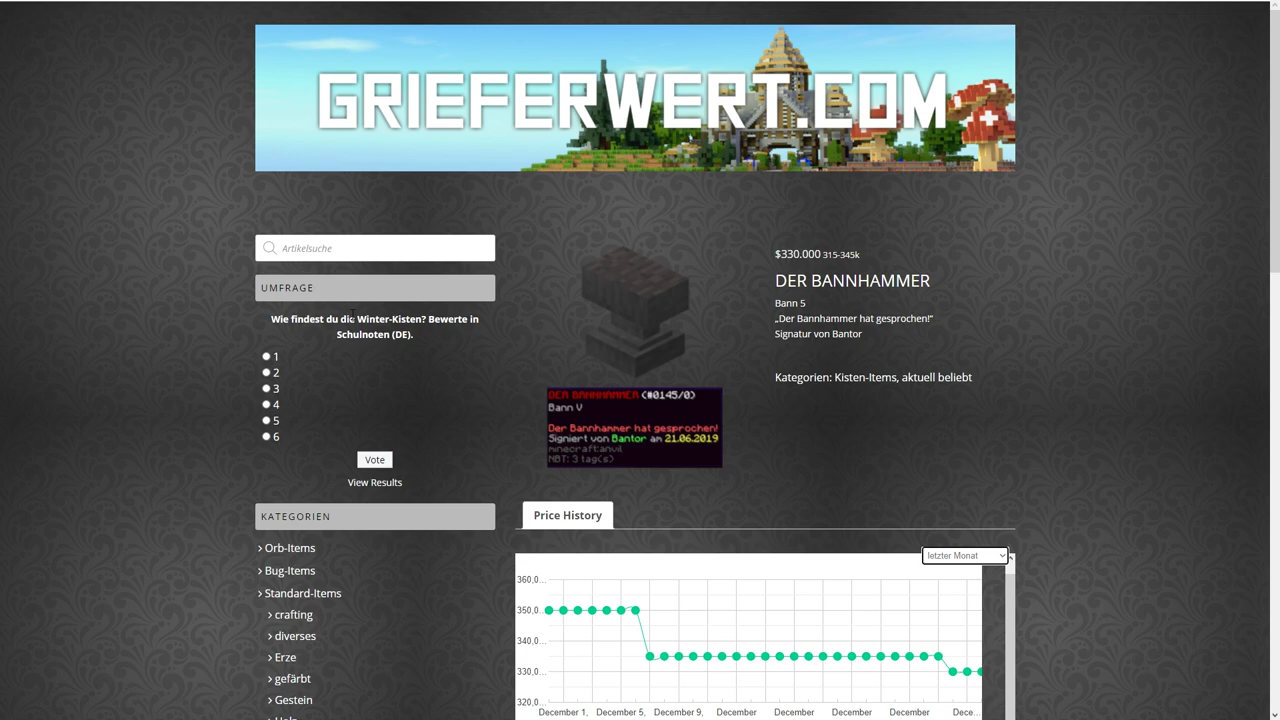 GRIEFERWERT.COM
Artikelsuche
UMFRAGE
Wie findest du die Winter-Kisten? Bewerte in
Schulnoten (DE).
1
2
3
4
5
6
Vote
View Results
KATEGORIEN
Orb-Items
Bug-Items
Standard-Items
crafting
diverses
Erze
gefärbt
Gestein
DER BANNHAMMER (#0145/0)
Bann V
Der Bannhammer hat gesprochen!
Signiert von Bantor am 21.06.2019
minecraft:anvil
NBT: 3 tag(s)
$330.000 315-345k
DER BANNHAMMER
Bann 5
„Der Bannhammer hat gesprochen!“
Signatur von Bantor
Kategorien: Kisten-Items, aktuell beliebt
Price History
letzter Monat
360,0...
350,0...
340,0...
330,0...
320,0...
December 1, December 5, December 9, December December December December Dece...